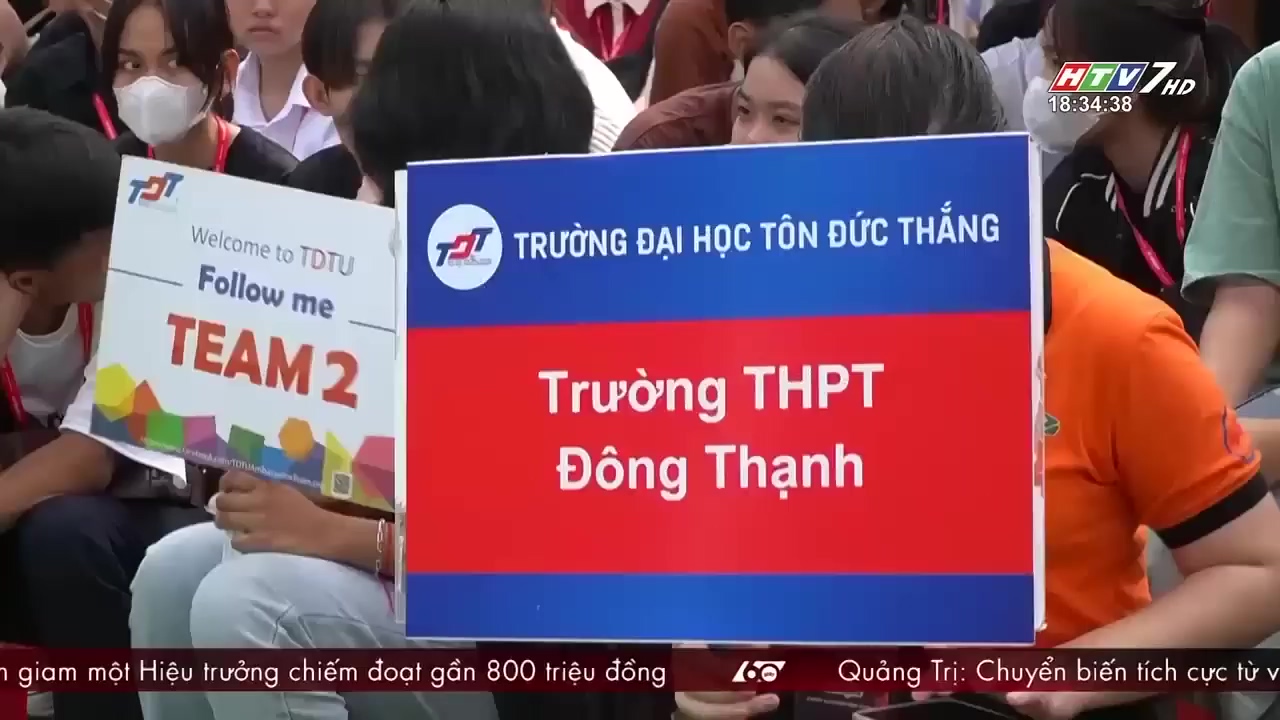 HTV7 HD
18:34:38
TDT
Welcome to TDTU
Follow me
TEAM 2
TDT
TRƯỜNG ĐẠI HỌC TÔN ĐỨC THẮNG
Trường THPT
Đông Thạnh
giam một Hiệu trưởng chiếm đoạt gần 800 triệu đồng
60
Quảng Trị: Chuyển biến tích cực từ